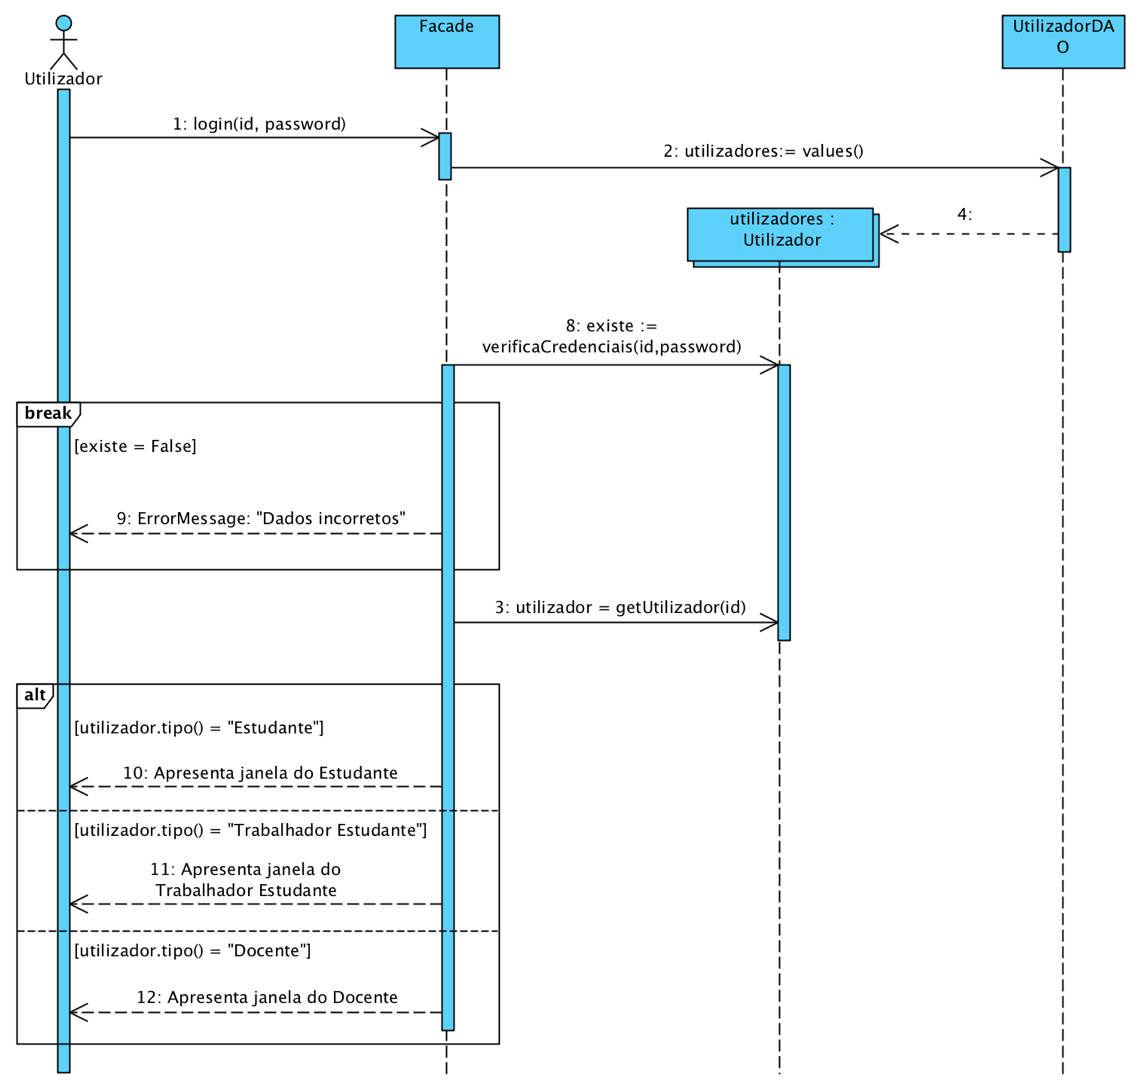 Facade
UtilizadorDA
O
Utilizador
1: login(id, password)
2: utilizadores:= values()
utilizadores :
Utilizador
4:
8: existe :=
verificaCredenciais(id,password)
break
[existe = False]
9: ErrorMessage: "Dados incorretos"
3: utilizador = getUtilizador(id)
alt
[utilizador.tipo() = "Estudante"]
10: Apresenta janela do Estudante
[utilizador.tipo() = "Trabalhador Estudante"]
11: Apresenta janela do
Trabalhador Estudante
[utilizador.tipo() = "Docente"]
12: Apresenta janela do Docente